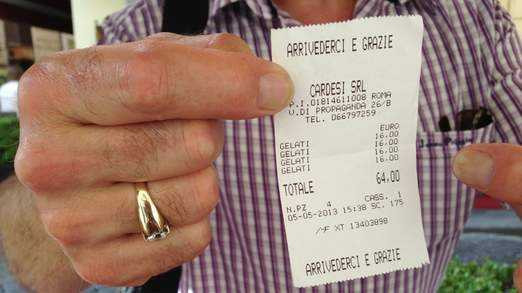 ARRIVEDERCI E GRAZIE
CARDESI SRL
P.I.01814611008 ROMA
V.DI PROPAGANDA 26/B
TEL. 066797259
EURO
GELATI 16.00
GELATI 16.00
GELATI 16.00
GELATI 16.00
TOTALE 64.00
N.PZ 4 CASS. 1
05-05-2013 15:38 SC. 175
MF XT 13403898
ARRIVEDERCI E GRAZIE